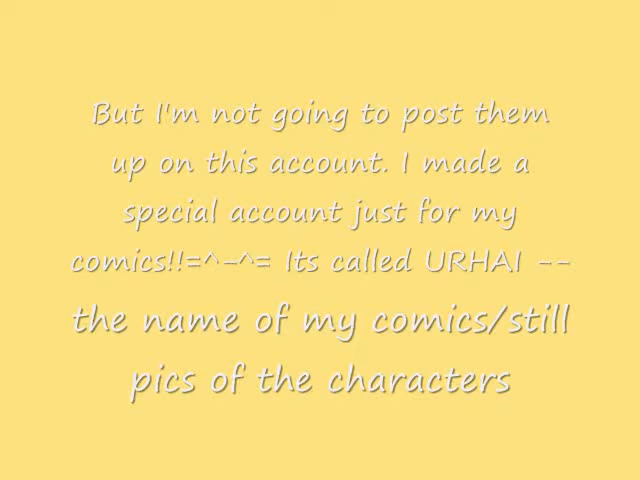 But I'm not going to post them
up on this account. I made a
special account just for my
comics!!=^-^= Its called URHAI --
the name of my comics/still
pics of the characters